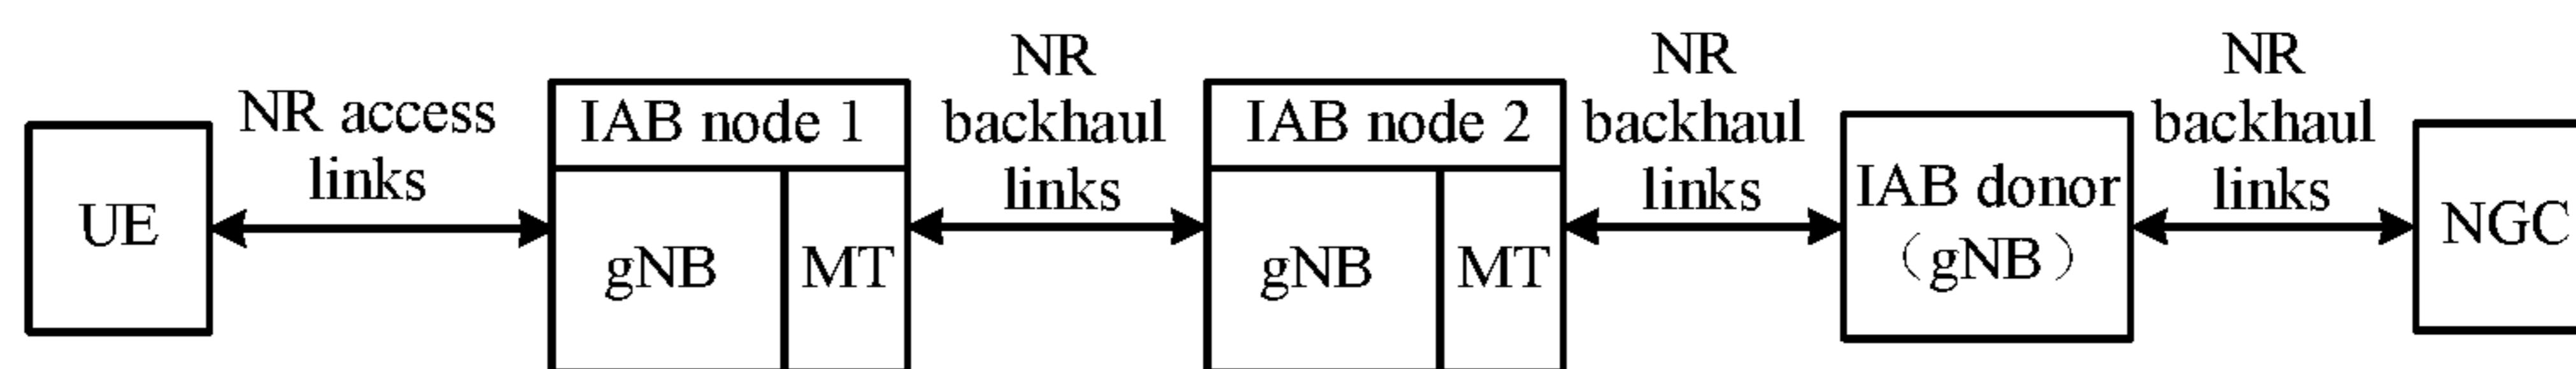 UE
NR access
links
IAB node 1
gNB
MT
NR
backhaul
links
IAB node 2
gNB
MT
NR
backhaul
links
IAB donor
（gNB）
NR
backhaul
links
NGC